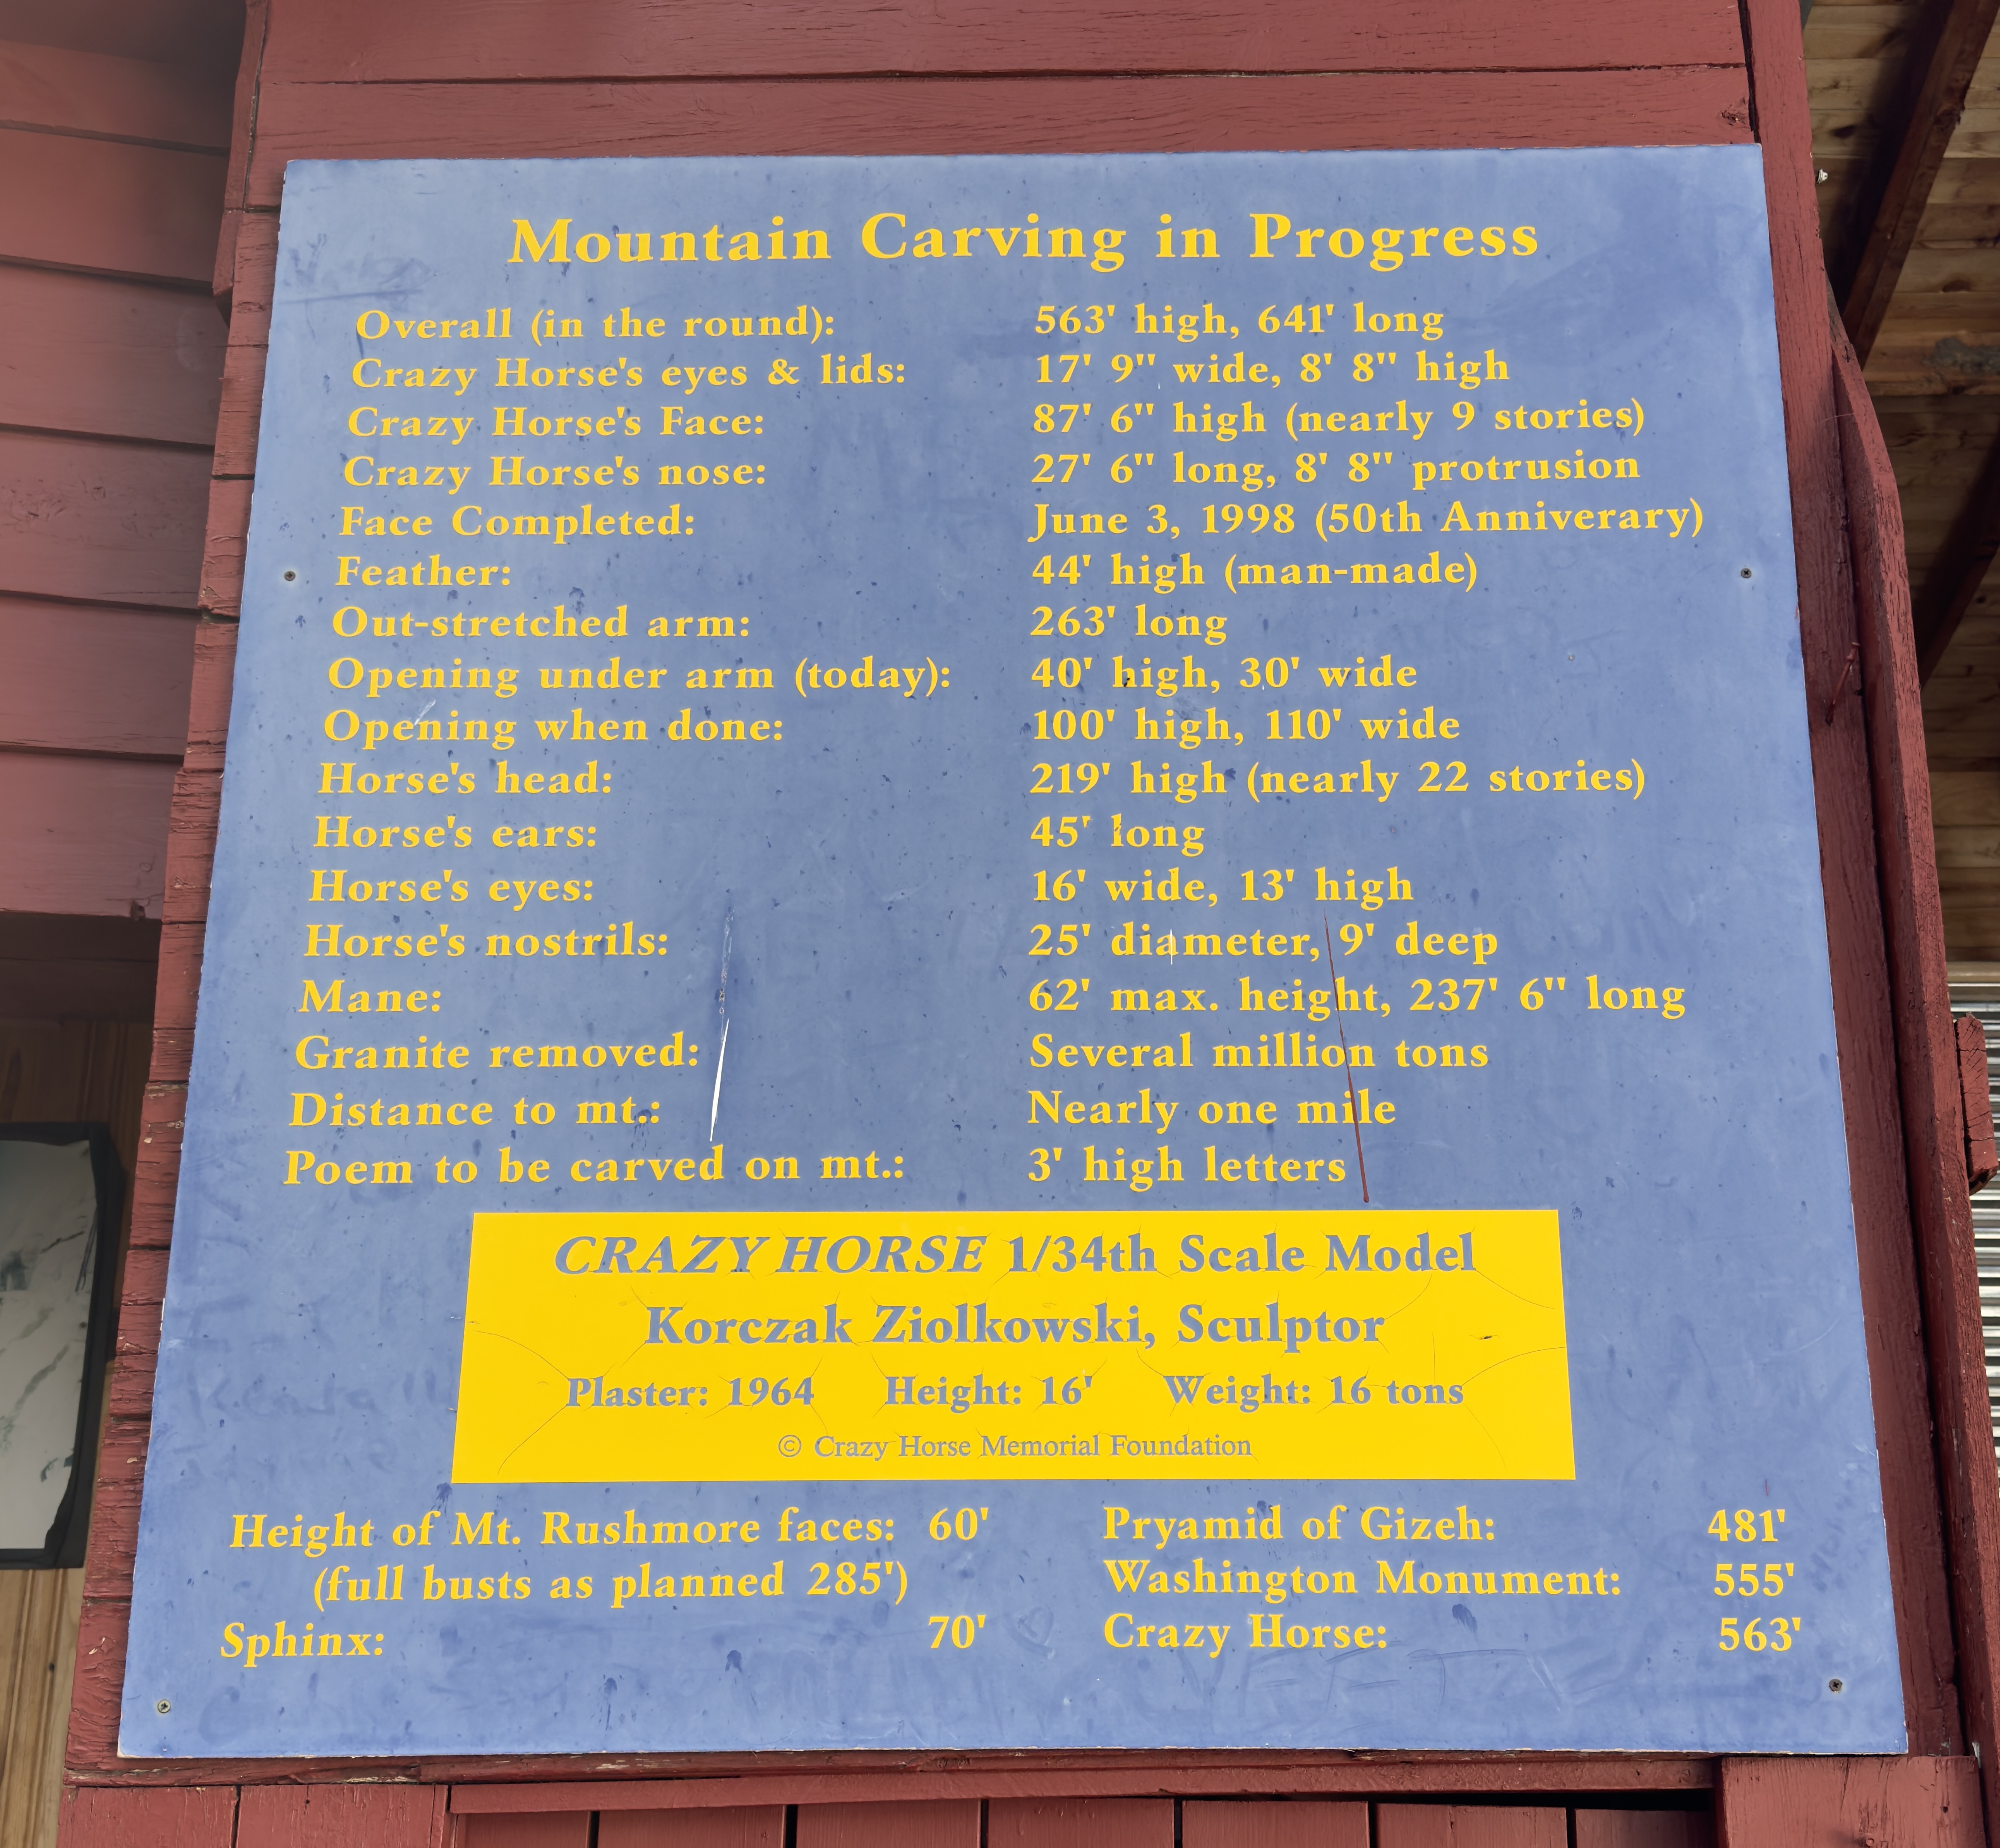 Mountain Carving in Progress
Overall (in the round): 563' high, 641' long
Crazy Horse's eyes & lids: 17' 9" wide, 8' 8" high
Crazy Horse's Face: 87' 6" high (nearly 9 stories)
Crazy Horse's nose: 27' 6" long, 8' 8" protrusion
Face Completed: June 3, 1998 (50th Anniverary)
Feather: 44' high (man-made)
Out-stretched arm: 263' long
Opening under arm (today): 40' high, 30' wide
Opening when done: 100' high, 110' wide
Horse's head: 219' high (nearly 22 stories)
Horse's ears: 45' long
Horse's eyes: 16' wide, 13' high
Horse's nostrils: 25' diameter, 9' deep
Mane: 62' max. height, 237' 6" long
Granite removed: Several million tons
Distance to mt.: Nearly one mile
Poem to be carved on mt.: 3' high letters
CRAZY HORSE 1/34th Scale Model
Korczak Ziolkowski, Sculptor
Plaster: 1964 Height: 16' Weight: 16 tons
© Crazy Horse Memorial Foundation
Height of Mt. Rushmore faces: 60' Pryamid of Gizeh: 481'
(full busts as planned 285') Washington Monument: 555'
Sphinx: 70' Crazy Horse: 563'